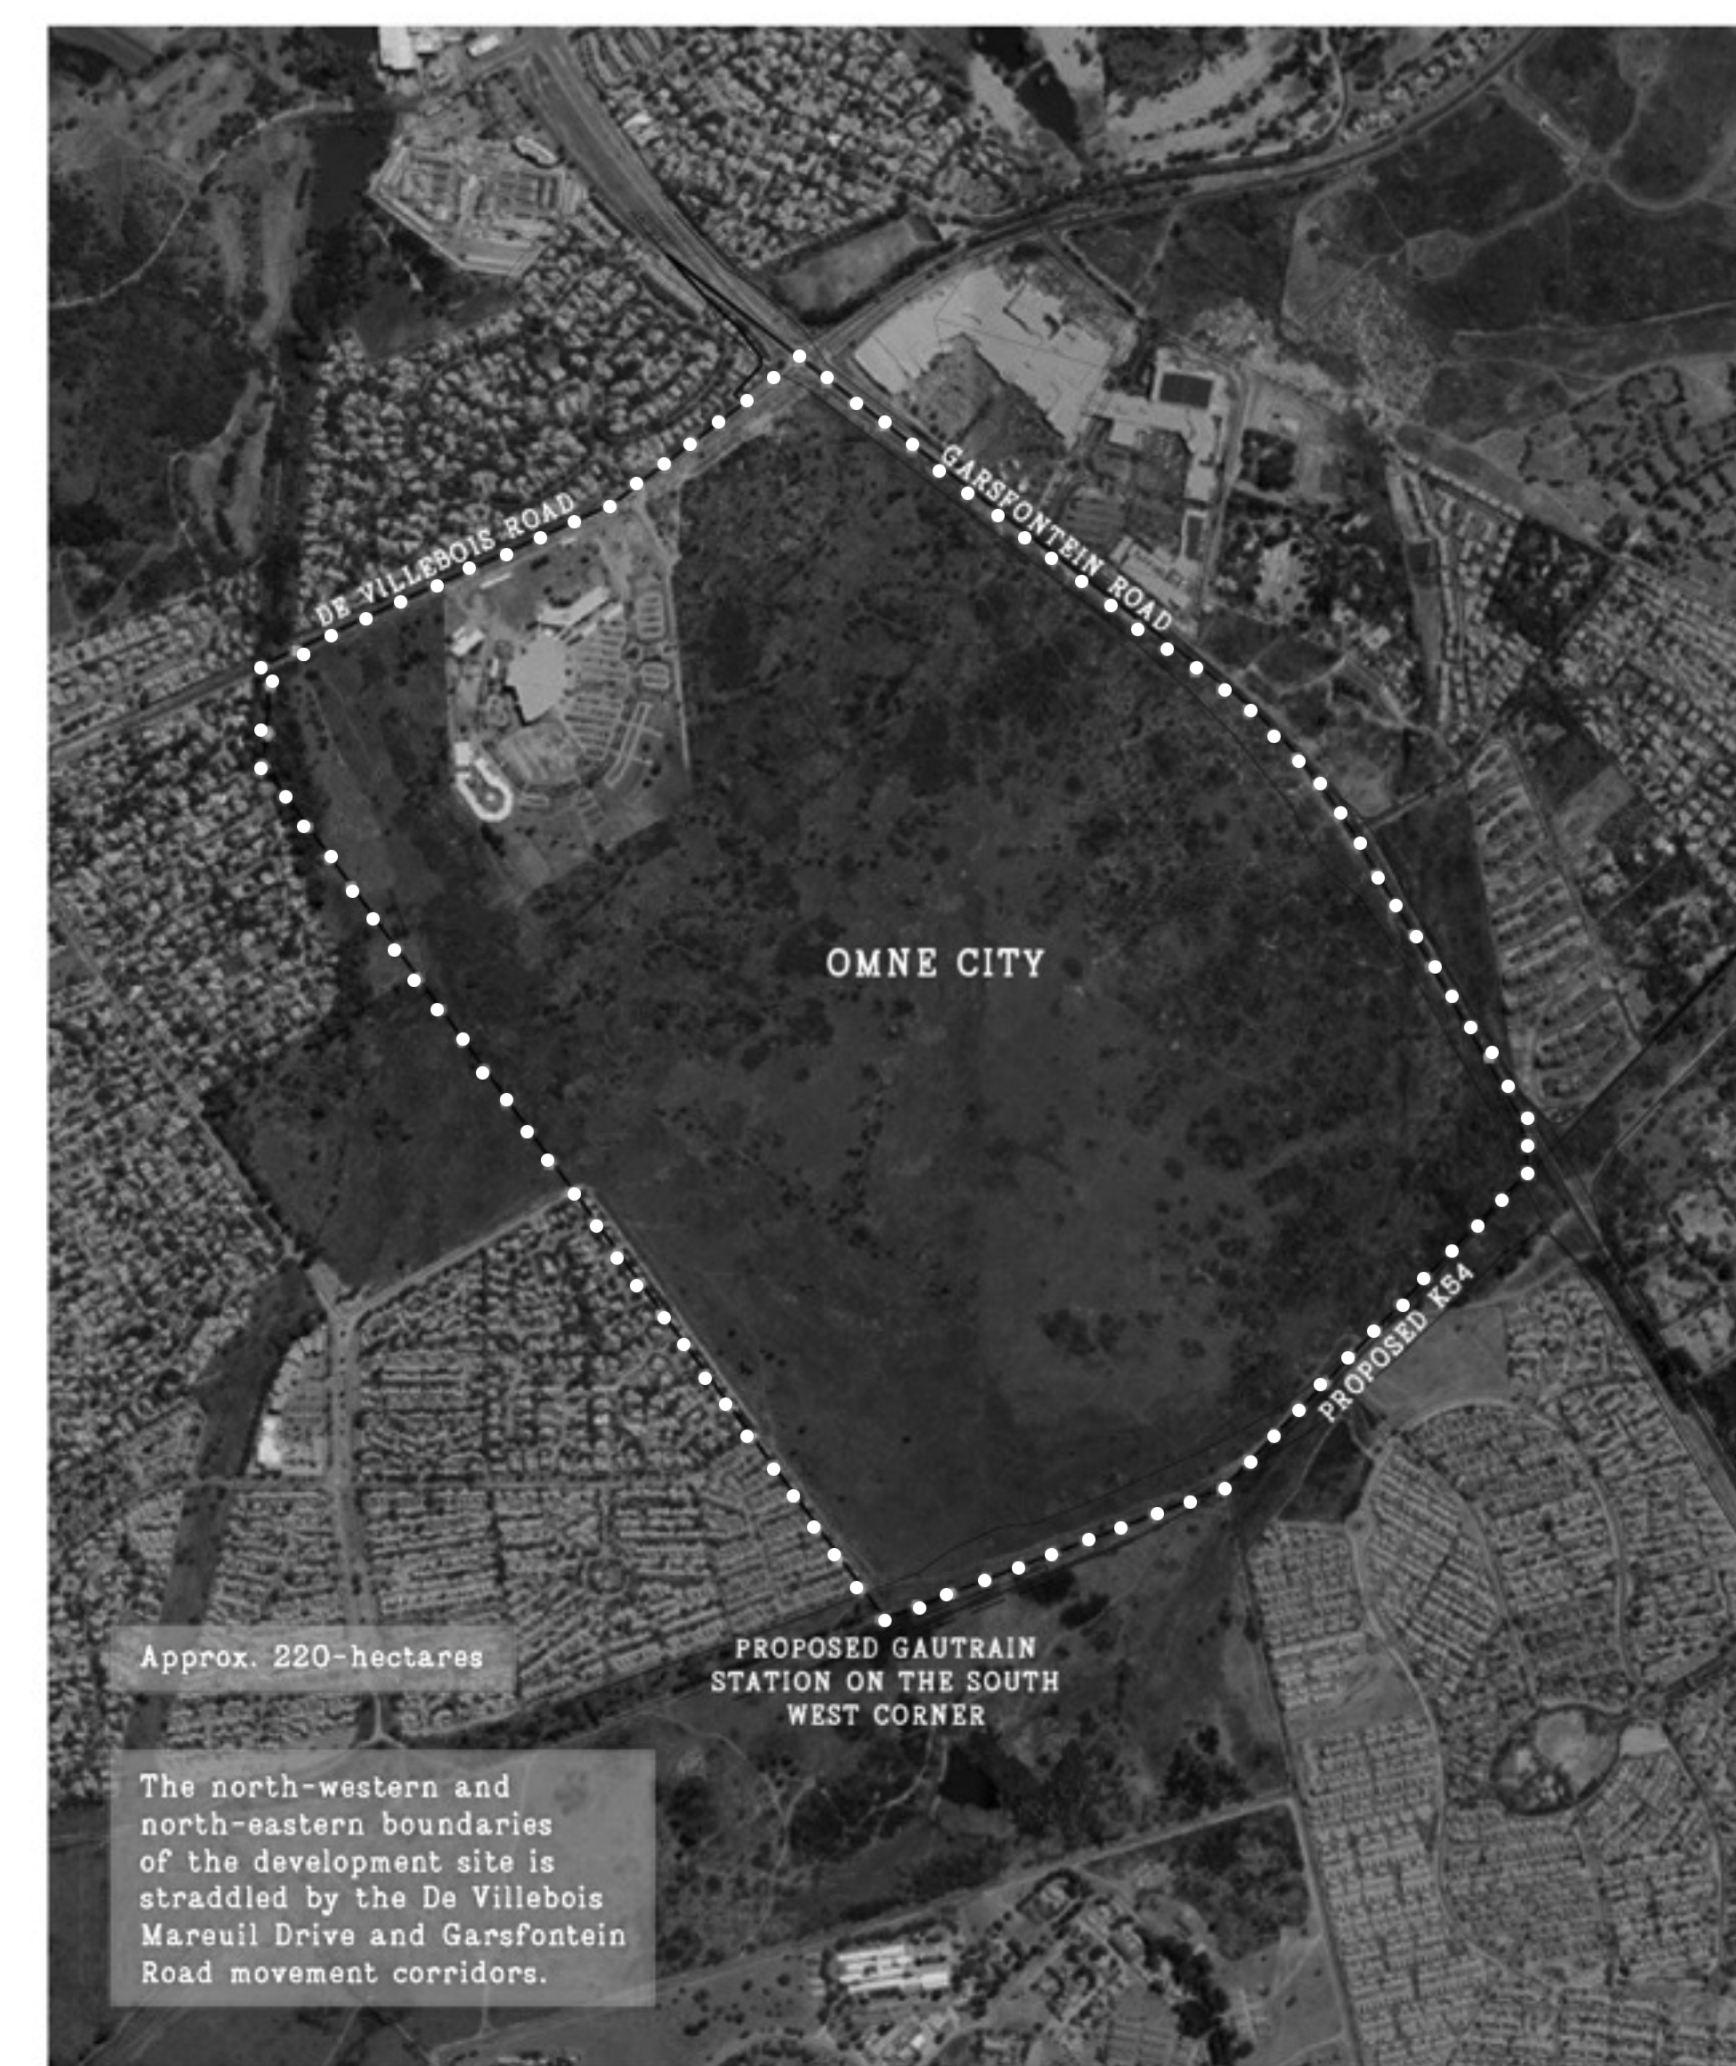 DE VILLEBOIS ROAD
GARSFONTEIN ROAD
OMNE CITY
PROPOSED K54
PROPOSED GAUTRAIN
STATION ON THE SOUTH
WEST CORNER
Approx. 220-hectares
The north-western and
north-eastern boundaries
of the development site is
straddled by the De Villebois
Mareuil Drive and Garsfontein
Road movement corridors.